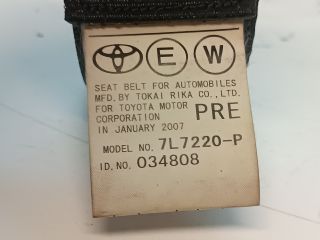 E W
SEAT BELT FOR AUTOMOBILES
MFD. BY TOKAI RIKA CO., LTD.
FOR TOYOTA MOTOR
CORPORATION PRE
IN JANUARY 2007
MODEL NO. 7L7220-P
ID. NO. 034808